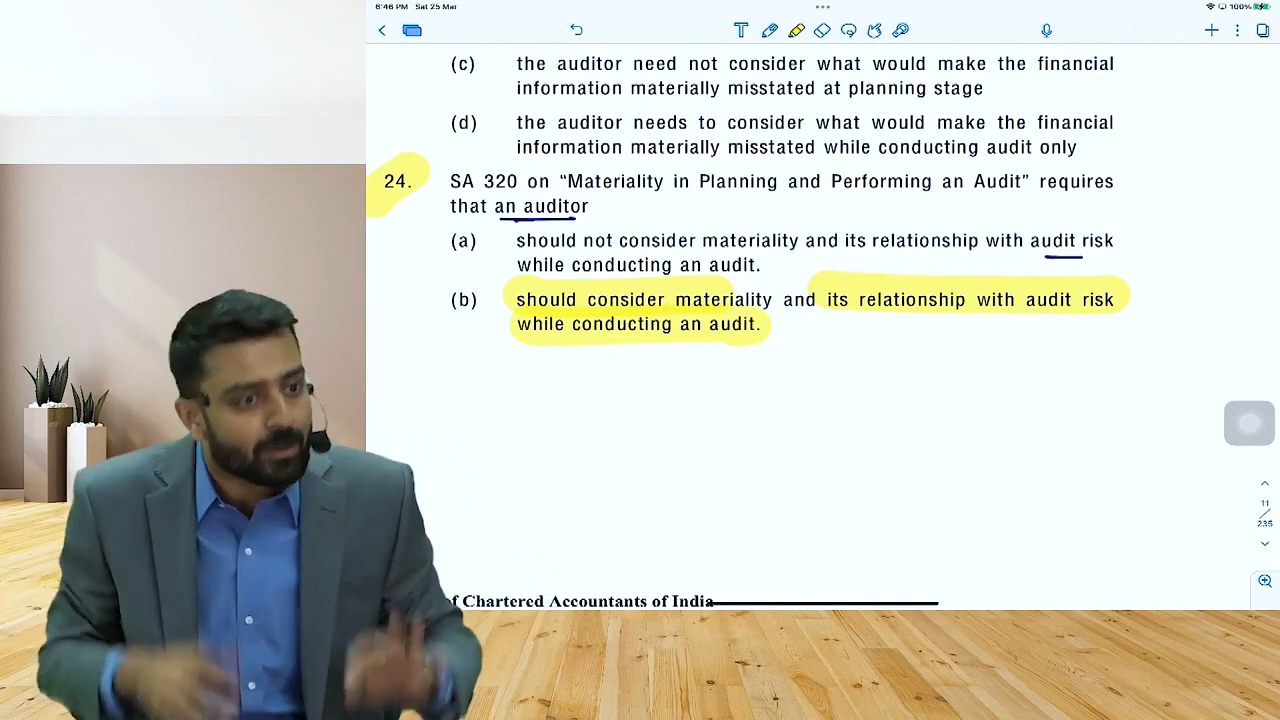 6:46 PM Sat 25 Mar
100%
(c) the auditor need not consider what would make the financial
information materially misstated at planning stage
(d) the auditor needs to consider what would make the financial
information materially misstated while conducting audit only
24. SA 320 on “Materiality in Planning and Performing an Audit” requires
that an auditor
(a) should not consider materiality and its relationship with audit risk
while conducting an audit.
(b) should consider materiality and its relationship with audit risk
while conducting an audit.
11
235
f Chartered Accountants of India